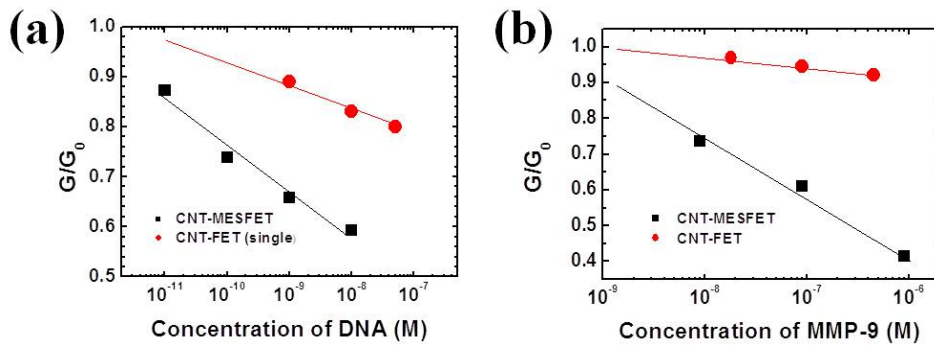 (a)
G/G0
1.0
0.9
0.8
0.7
0.6
0.5
CNT-MESFET
CNT-FET (single)
10-11 10-10 10-9 10-8 10-7
Concentration of DNA (M)
(b)
G/G0
1.0
0.9
0.8
0.7
0.6
0.5
0.4
CNT-MESFET
CNT-FET
10-9 10-8 10-7 10-6
Concentration of MMP-9 (M)